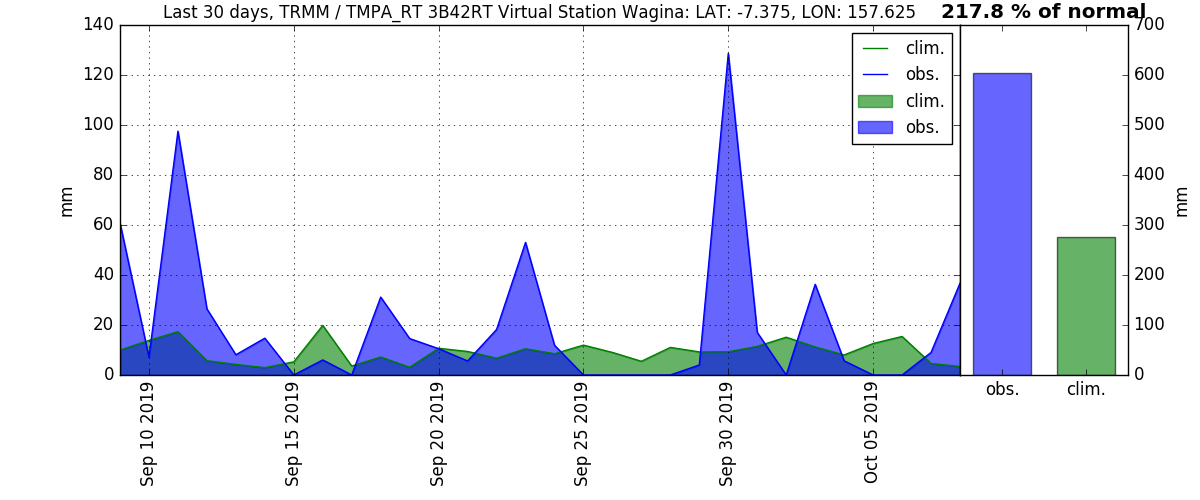 Last 30 days, TRMM / TMPA_RT 3B42RT Virtual Station Wagina: LAT: -7.375, LON: 157.625
217.8 % of normal
140
120
100
80
60
40
20
0
mm
clim.
obs.
clim.
obs.
700
600
500
400
300
200
100
0
mm
obs.
clim.
Sep 10 2019
Sep 15 2019
Sep 20 2019
Sep 25 2019
Sep 30 2019
Oct 05 2019